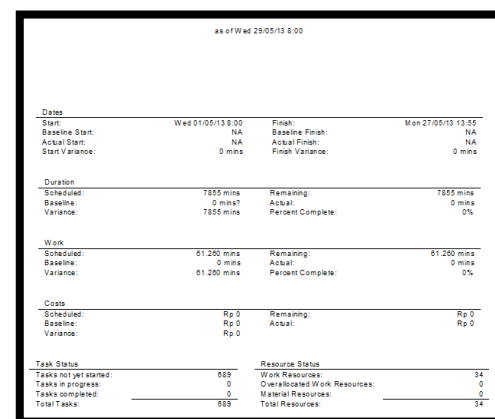 as of Wed 29/05/13 8:00
Dates
Start: Wed 01/05/13 8:00 Finish: Mon 27/05/13 13:55
Baseline Start: NA Baseline Finish: NA
Actual Start: NA Actual Finish: NA
Start Variance: 0 mins Finish Variance: 0 mins
Duration
Scheduled: 7855 mins Remaining: 7855 mins
Baseline: 0 mins? Actual: 0 mins
Variance: 7855 mins Percent Complete: 0%
Work
Scheduled: 61.260 mins Remaining: 61.260 mins
Baseline: 0 mins Actual: 0 mins
Variance: 61.260 mins Percent Complete: 0%
Costs
Scheduled: Rp 0 Remaining: Rp 0
Baseline: Rp 0 Actual: Rp 0
Variance: Rp 0
Task Status Resource Status
Tasks not yet started: 689 Work Resources: 34
Tasks in progress: 0 Overallocated Work Resources: 0
Tasks completed: 0 Material Resources: 0
Total Tasks: 689 Total Resources: 34